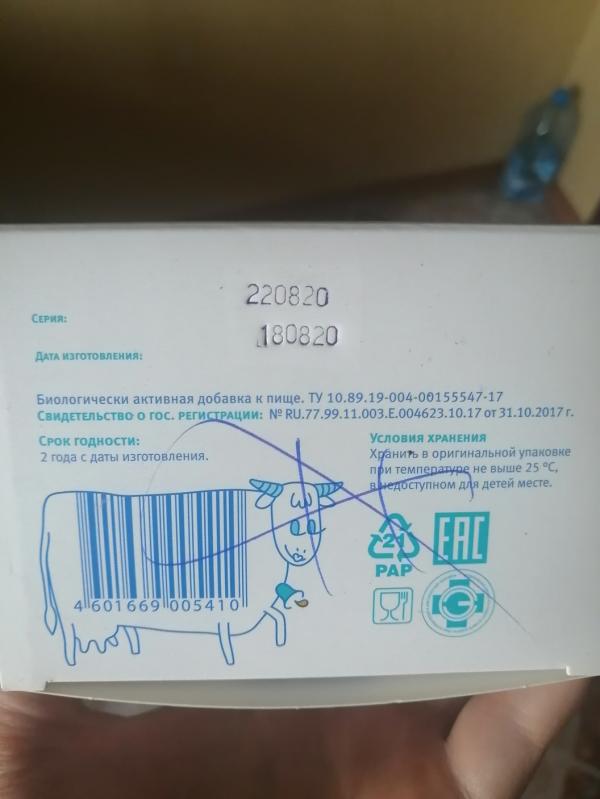 220820
Серия:
180820
Дата изготовления:
Биологически активная добавка к пище. ТУ 10.89.19-004-00155547-17
Свидетельство о гос. регистрации: № RU.77.99.11.003.Е.004623.10.17 от 31.10.2017 г.
Срок годности:
2 года с даты изготовления.
Условия хранения
Хранить в оригинальной упаковке
при температуре не выше 25 °С,
в недоступном для детей месте.
21
PAP
EAC
4 601669 005410